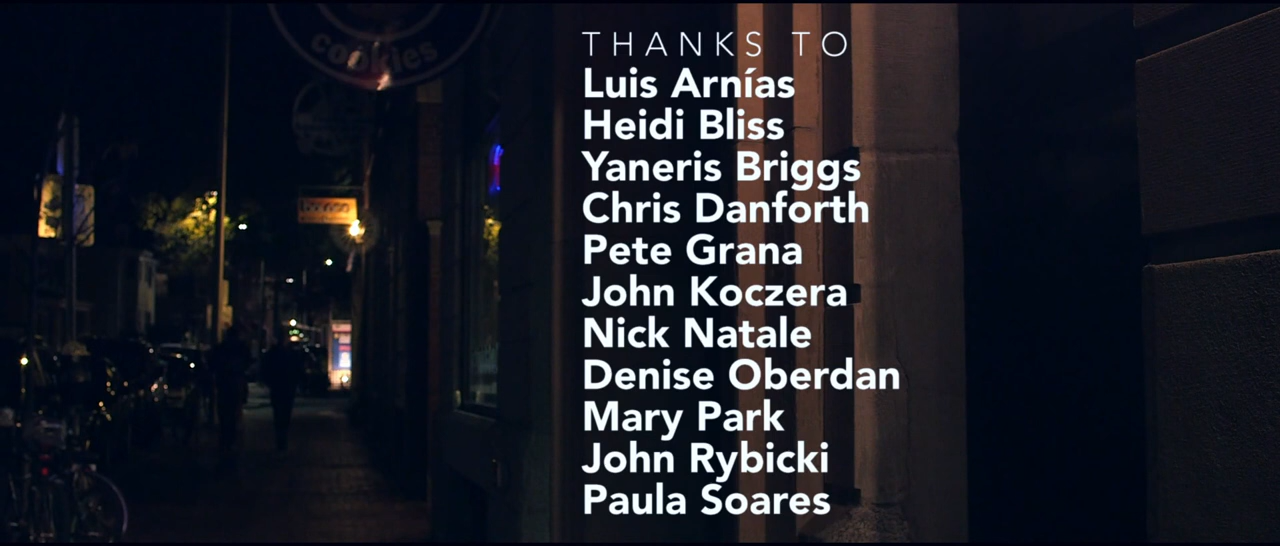 cookies
THANKS TO
Luis Arnías
Heidi Bliss
Yaneris Briggs
Chris Danforth
Pete Grana
John Koczera
Nick Natale
Denise Oberdan
Mary Park
John Rybicki
Paula Soares